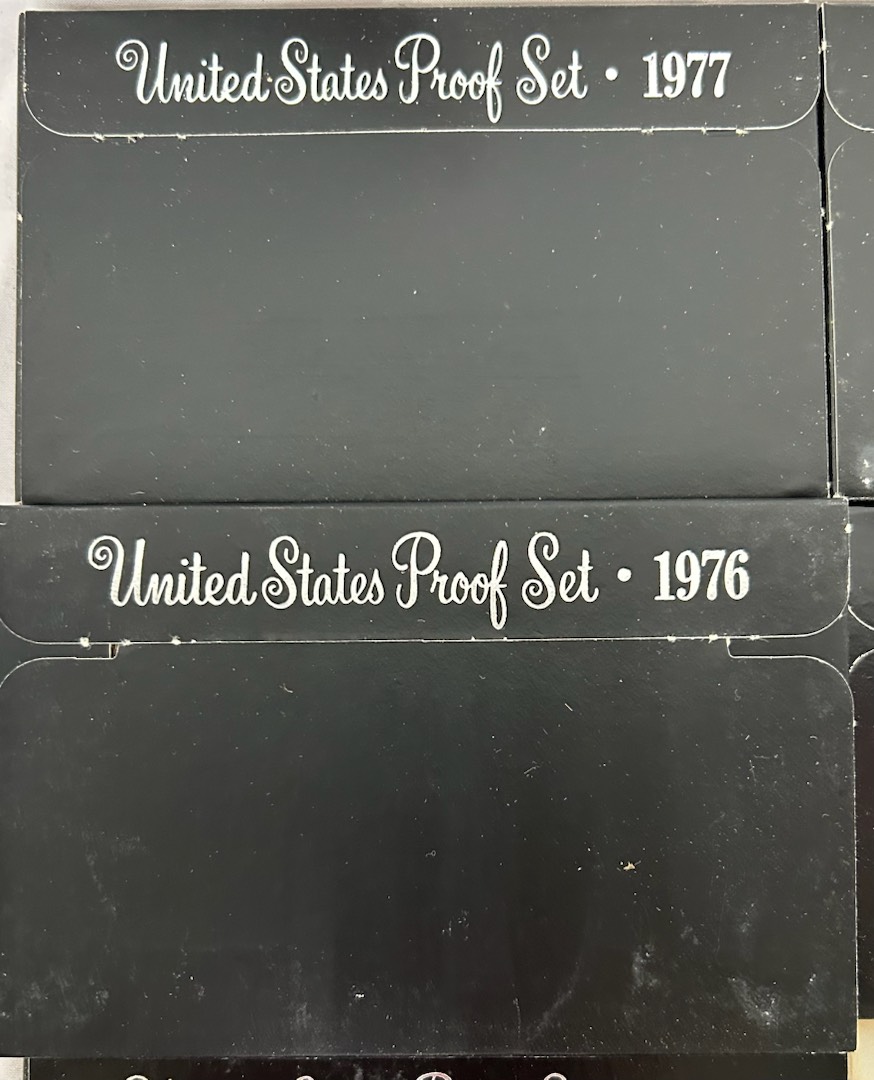 United States Proof Set • 1977
United States Proof Set • 1976